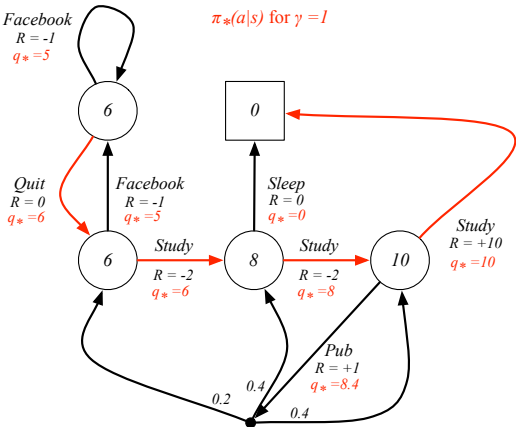 π*(a|s) for γ =1
Facebook
R = -1
q* =5
6
0
Quit
R = 0
q* =6
Facebook
R = -1
q* =5
Sleep
R = 0
q* =0
Study
R = +10
q* =10
6
Study
R = -2
q* =6
8
Study
R = -2
q* =8
10
Pub
R = +1
q* =8.4
0.2
0.4
0.4